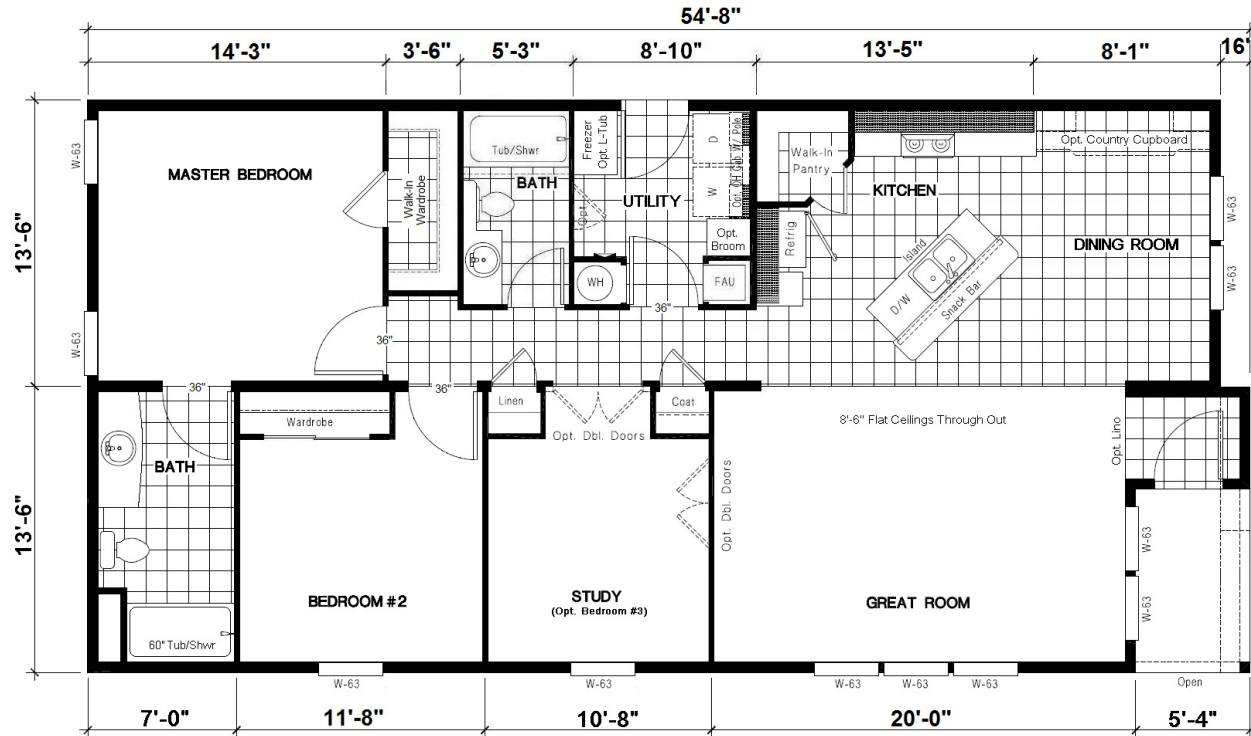 54'-8"
14'-3"
3'-6"
5'-3"
8'-10"
13'-5"
8'-1"
16'
13'-6"
13'-6"
W-63
W-63
MASTER BEDROOM
Walk-In
Wardrobe
Tub/Shwr
BATH
Freezer
Opt. L-Tub
Opt.
UTILITY
D
W
Opt. OH Cab. W/ Pole
Opt.
Broom
WH
FAU
Walk-In
Pantry
Refrig
KITCHEN
Opt. Country Cupboard
Island
D/W
Snack Bar
DINING ROOM
W-63
W-63
36"
36"
36"
36"
BATH
60" Tub/Shwr
Wardrobe
BEDROOM #2
Linen
Opt. Dbl. Doors
Coat
STUDY
(Opt. Bedroom #3)
Opt. Dbl. Doors
8'-6" Flat Ceilings Through Out
GREAT ROOM
Opt. Lino
W-63
W-63
W-63
W-63
W-63
W-63
W-63
Open
7'-0"
11'-8"
10'-8"
20'-0"
5'-4"